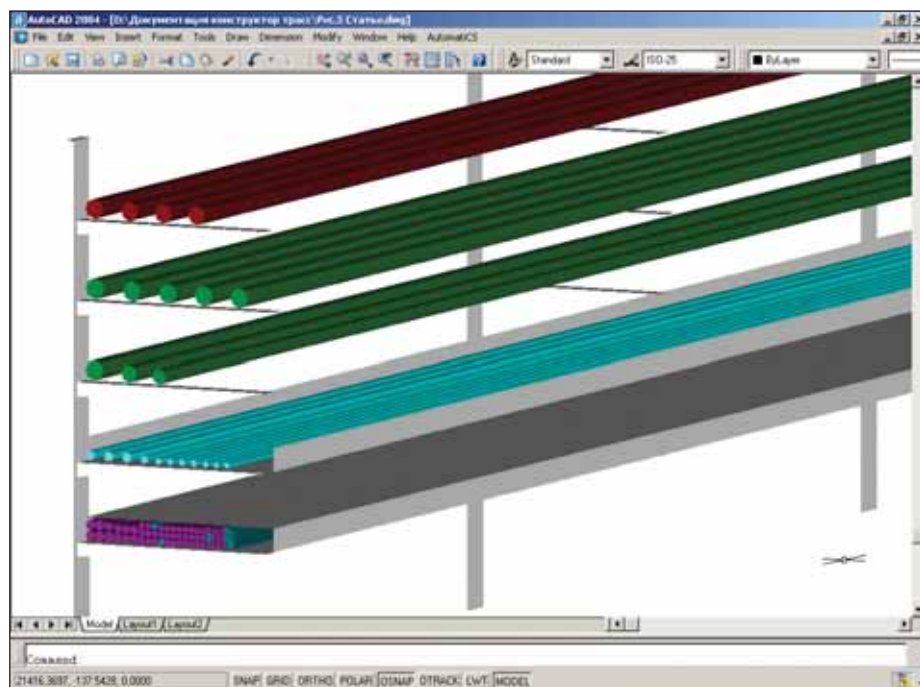 AutoCAD 2004 - [D:\Документация конструктор трасс\Рис.5 Статья.dwg]
File Edit View Insert Format Tools Draw Dimension Modify Window Help AutomatiCS
Standard ISO-25 ByLayer
Model Layout1 Layout2
Command:
21416.3697, -137.5428, 0.0000 SNAP GRID ORTHO POLAR OSNAP OTRACK LWT MODEL